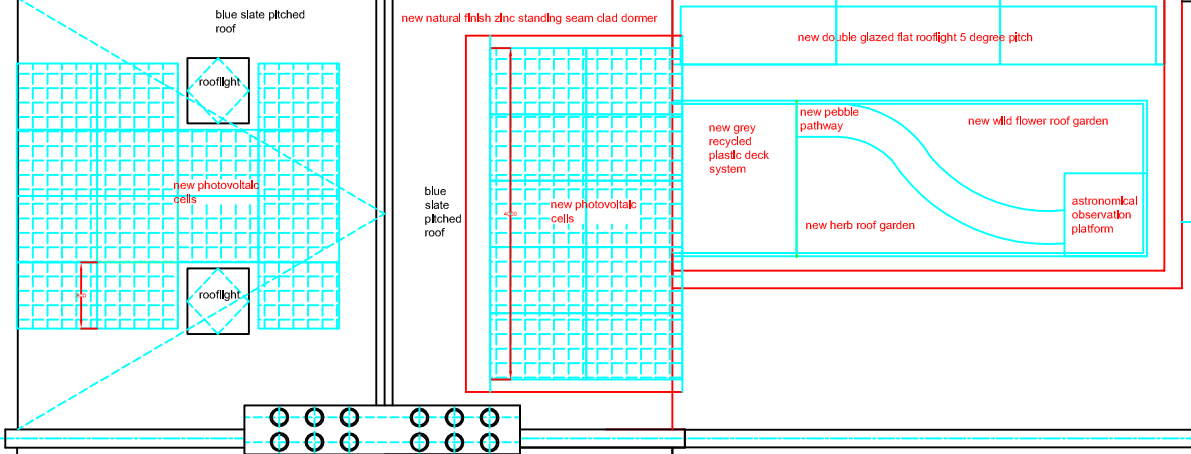 blue slate pitched
roof
new natural finish zinc standing seam clad dormer
new double glazed flat rooflight 5 degree pitch
rooflight
new pebble
pathway
new wild flower roof garden
new grey
recycled
plastic deck
system
new photovoltaic
cells
blue
slate
pitched
roof
new photovoltaic
cells
4000
astronomical
observation
platform
new herb roof garden
rooflight